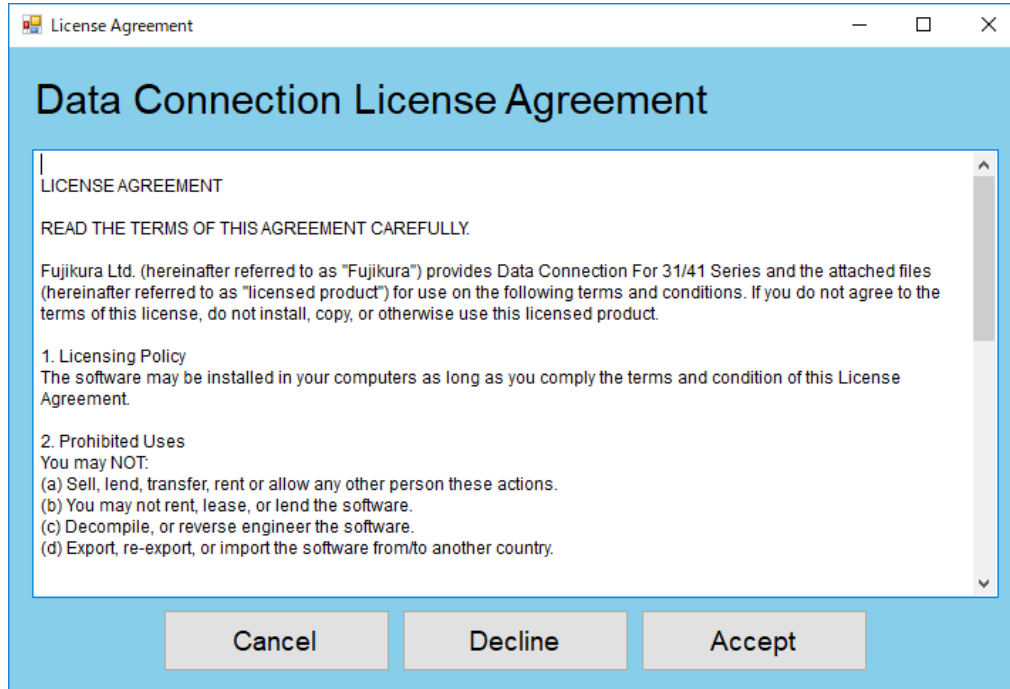 License Agreement
Data Connection License Agreement
LICENSE AGREEMENT
READ THE TERMS OF THIS AGREEMENT CAREFULLY.
Fujikura Ltd. (hereinafter referred to as "Fujikura") provides Data Connection For 31/41 Series and the attached files
(hereinafter referred to as "licensed product") for use on the following terms and conditions. If you do not agree to the
terms of this license, do not install, copy, or otherwise use this licensed product.
1. Licensing Policy
The software may be installed in your computers as long as you comply the terms and condition of this License
Agreement.
2. Prohibited Uses
You may NOT:
(a) Sell, lend, transfer, rent or allow any other person these actions.
(b) You may not rent, lease, or lend the software.
(c) Decompile, or reverse engineer the software.
(d) Export, re-export, or import the software from/to another country.
Cancel Decline Accept